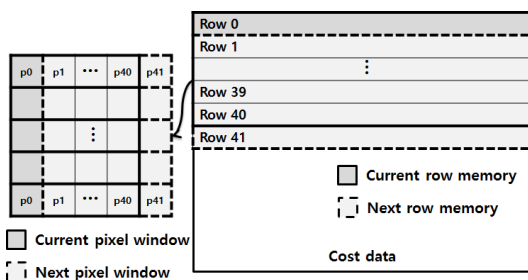 Row 0
Row 1
⋮
Row 39
Row 40
Row 41
p0 p1 ••• p40 p41
⋮
p0 p1 ••• p40 p41
Current pixel window
Next pixel window
Current row memory
Next row memory
Cost data